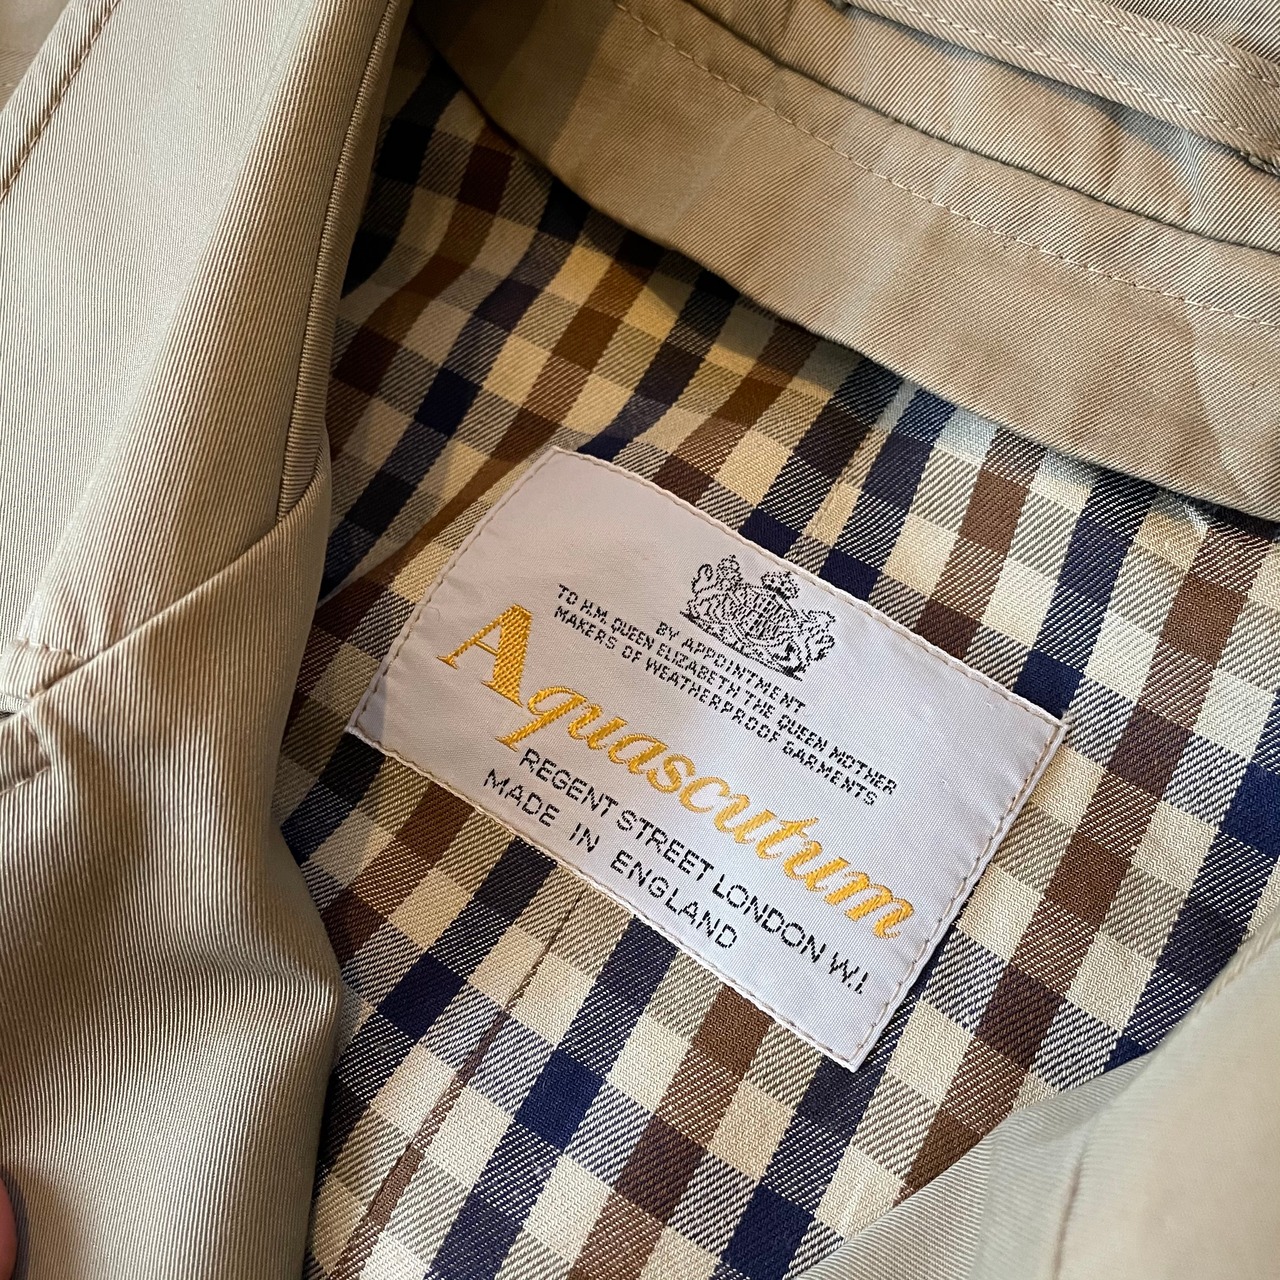 BY APPOINTMENT
TO H.M. QUEEN ELIZABETH THE QUEEN MOTHER
MAKERS OF WEATHERPROOF GARMENTS
Aquascutum
REGENT STREET LONDON W.1.
MADE IN ENGLAND